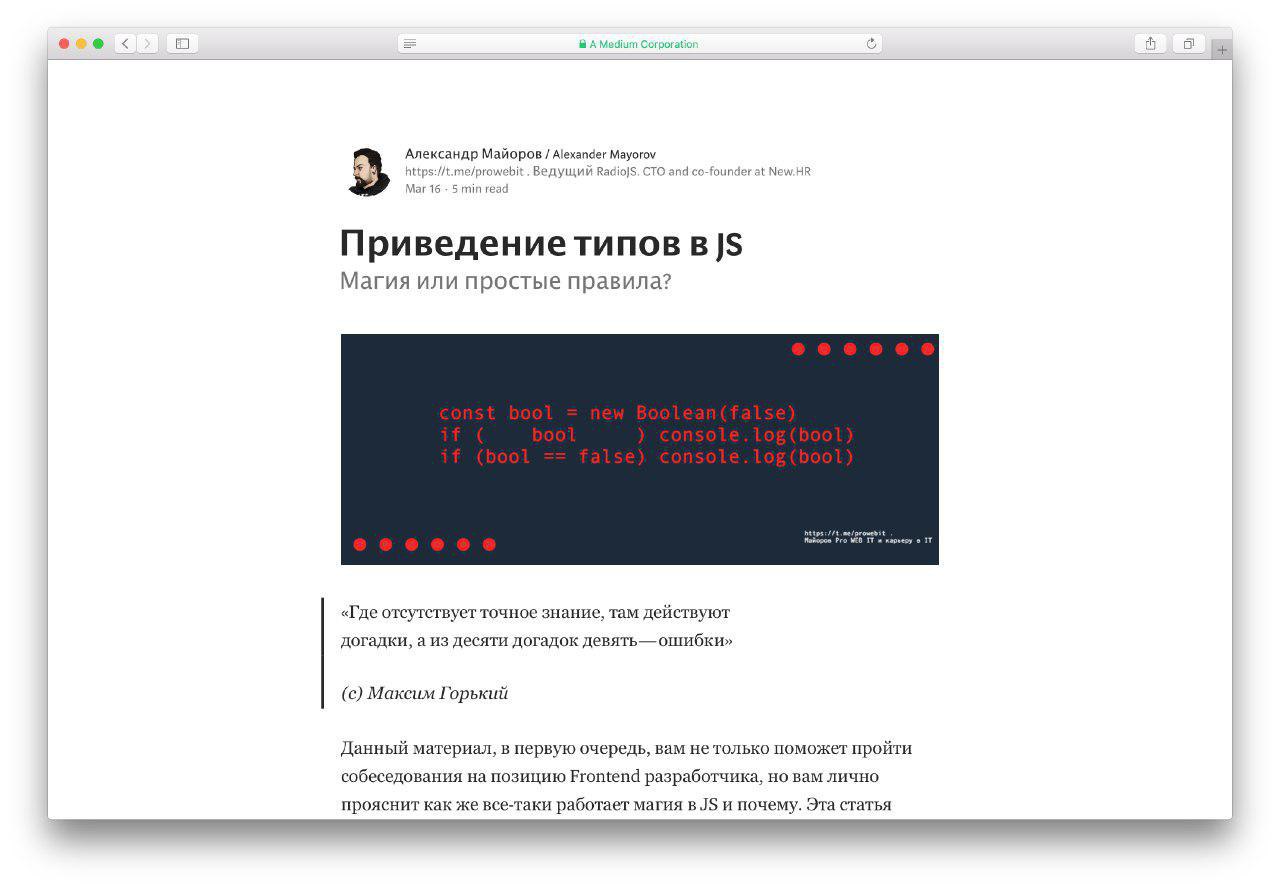 A Medium Corporation
Александр Майоров / Alexander Mayorov
https://t.me/prowebit . Ведущий RadioJS. CTO and co-founder at New.HR
Mar 16 · 5 min read
Приведение типов в JS
Магия или простые правила?
const bool = new Boolean(false)
if (    bool     ) console.log(bool)
if (bool == false) console.log(bool)
https://t.me/prowebit .
Майоров Pro WEB IT и карьеру в IT
«Где отсутствует точное знание, там действуют
догадки, а из десяти догадок девять — ошибки»
(с) Максим Горький
Данный материал, в первую очередь, вам не только поможет пройти
собеседования на позицию Frontend разработчика, но вам лично
прояснит как же все-таки работает магия в JS и почему. Эта статья